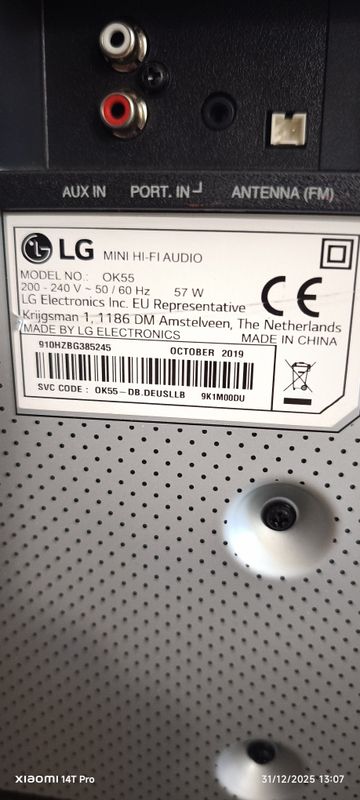 AUX IN PORT. IN ANTENNA (FM)
LG MINI HI-FI AUDIO
MODEL NO.: OK55
200 - 240 V ~ 50 / 60 Hz 57 W
LG Electronics Inc. EU Representative
Krijgsman 1, 1186 DM Amstelveen, The Netherlands
MADE BY LG ELECTRONICS MADE IN CHINA
910HZBG385245 OCTOBER 2019
SVC CODE : OK55-DB.DEUSLLB 9K1M00DU
CE
XIAOMI 14T Pro 31/12/2025 13:07